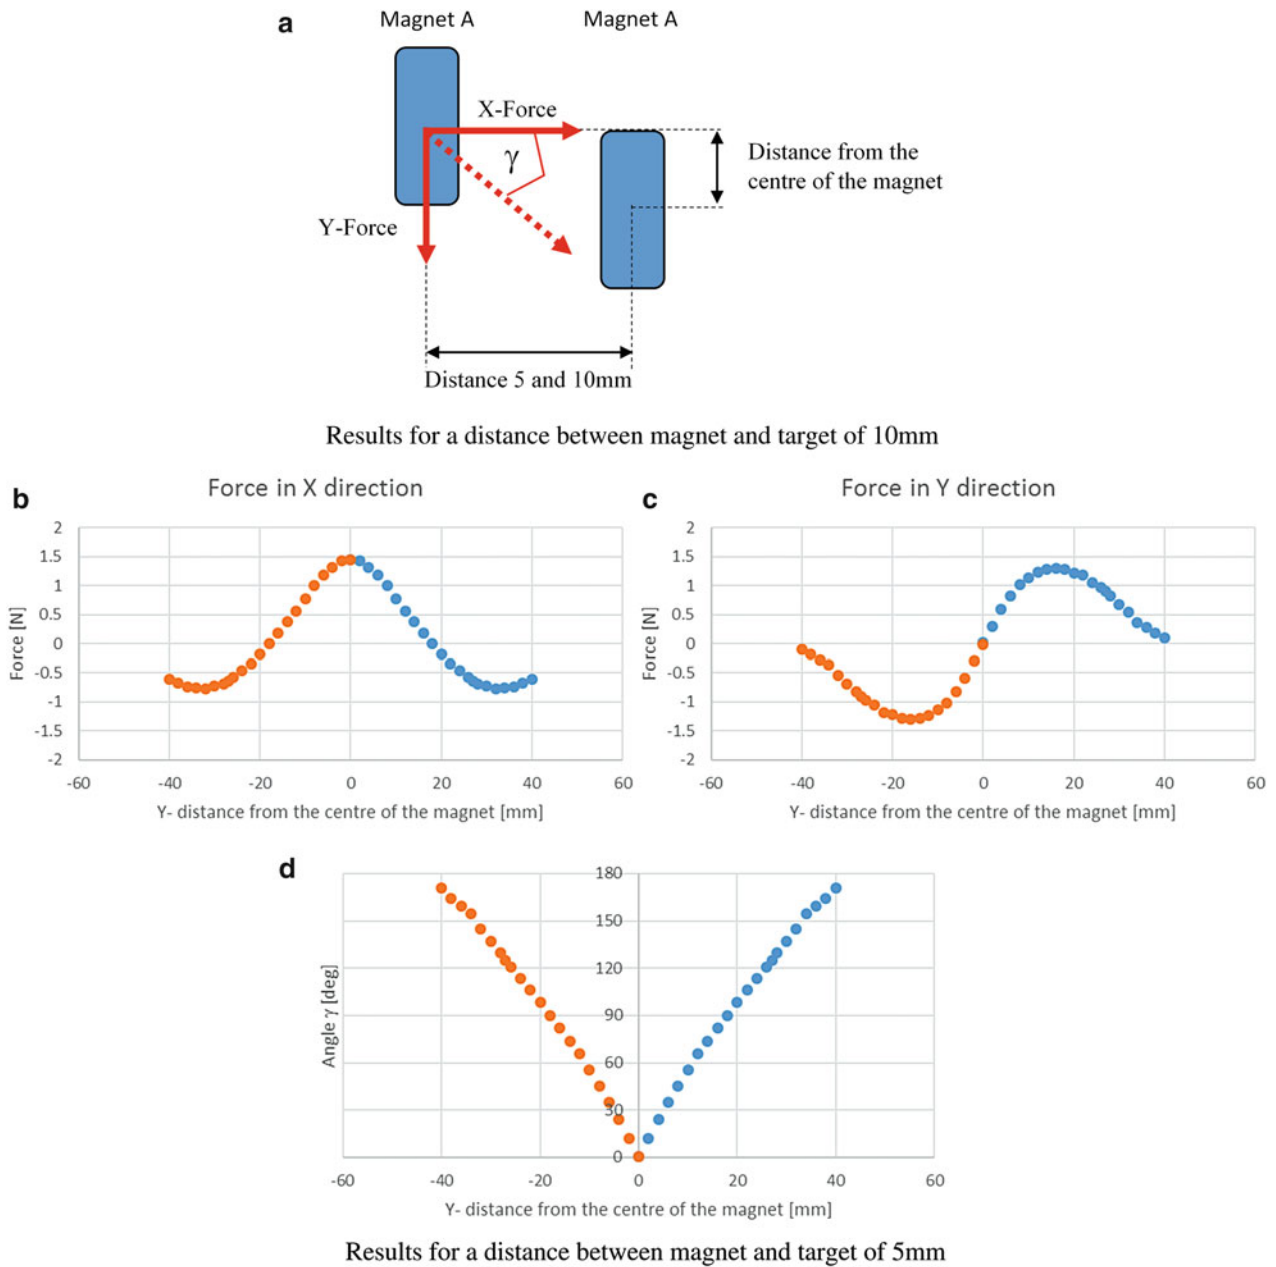 a
Magnet A
Magnet A
X-Force
γ
Distance from the
centre of the magnet
Y-Force
Distance 5 and 10mm
Results for a distance between magnet and target of 10mm
b
Force in X direction
2
1.5
1
0.5
0
-0.5
-1
-1.5
-2
Force [N]
-60
-40
-20
0
20
40
60
Y- distance from the centre of the magnet [mm]
c
Force in Y direction
2
1.5
1
0.5
0
-0.5
-1
-1.5
-2
Force [N]
-60
-40
-20
0
20
40
60
Y- distance from the centre of the magnet [mm]
d
180
150
120
90
60
30
0
Angle γ [deg]
-60
-40
-20
0
20
40
60
Y- distance from the centre of the magnet [mm]
Results for a distance between magnet and target of 5mm